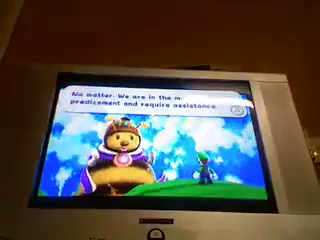 No matter. We are in the m
predicament and require assistance.